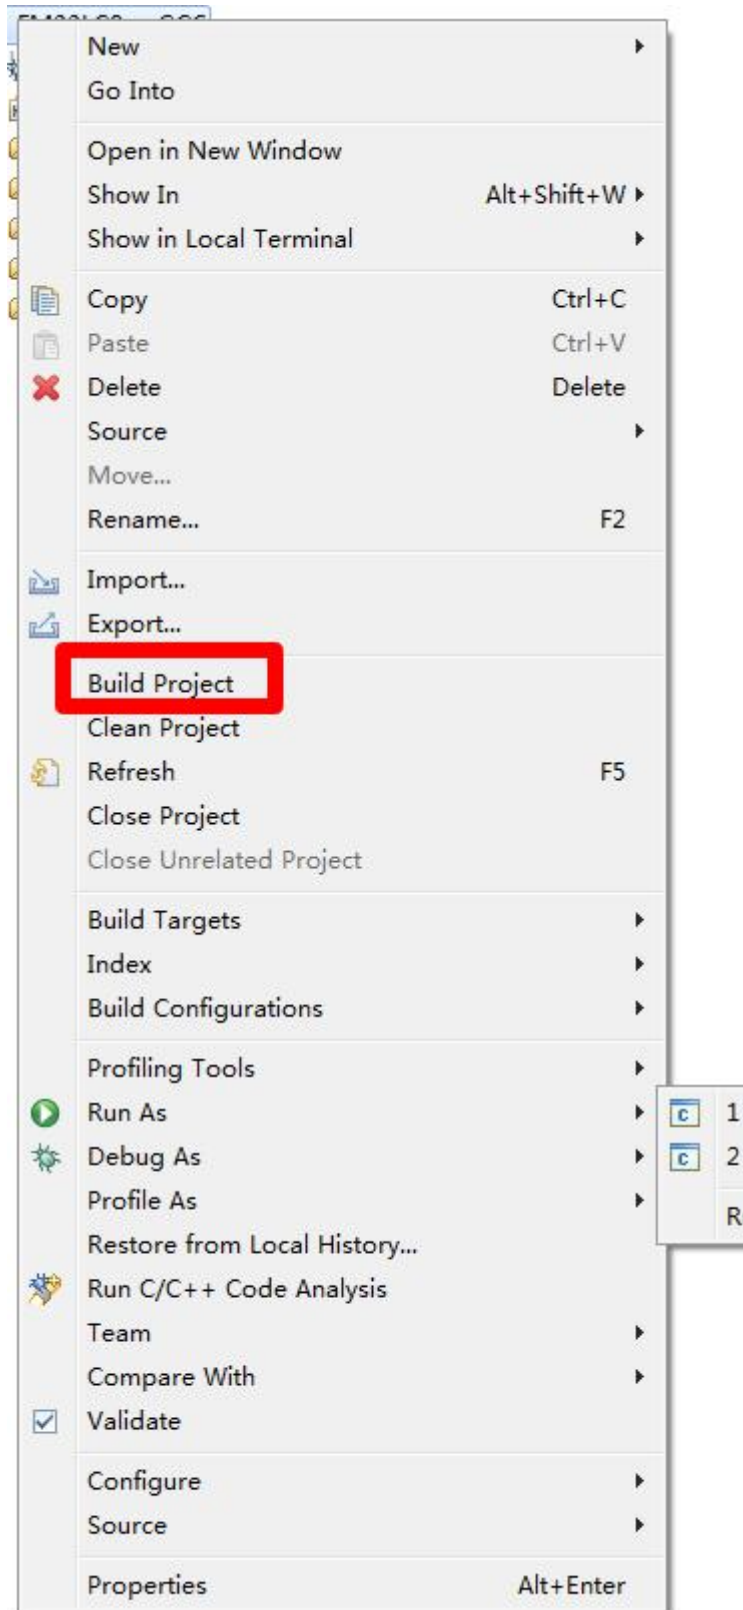 New
Go Into
Open in New Window
Show In Alt+Shift+W
Show in Local Terminal
Copy Ctrl+C
Paste Ctrl+V
Delete Delete
Source
Move...
Rename... F2
Import...
Export...
Build Project
Clean Project
Refresh F5
Close Project
Close Unrelated Project
Build Targets
Index
Build Configurations
Profiling Tools
Run As
c 1
Debug As
c 2
Profile As
R
Restore from Local History...
Run C/C++ Code Analysis
Team
Compare With
Validate
Configure
Source
Properties Alt+Enter